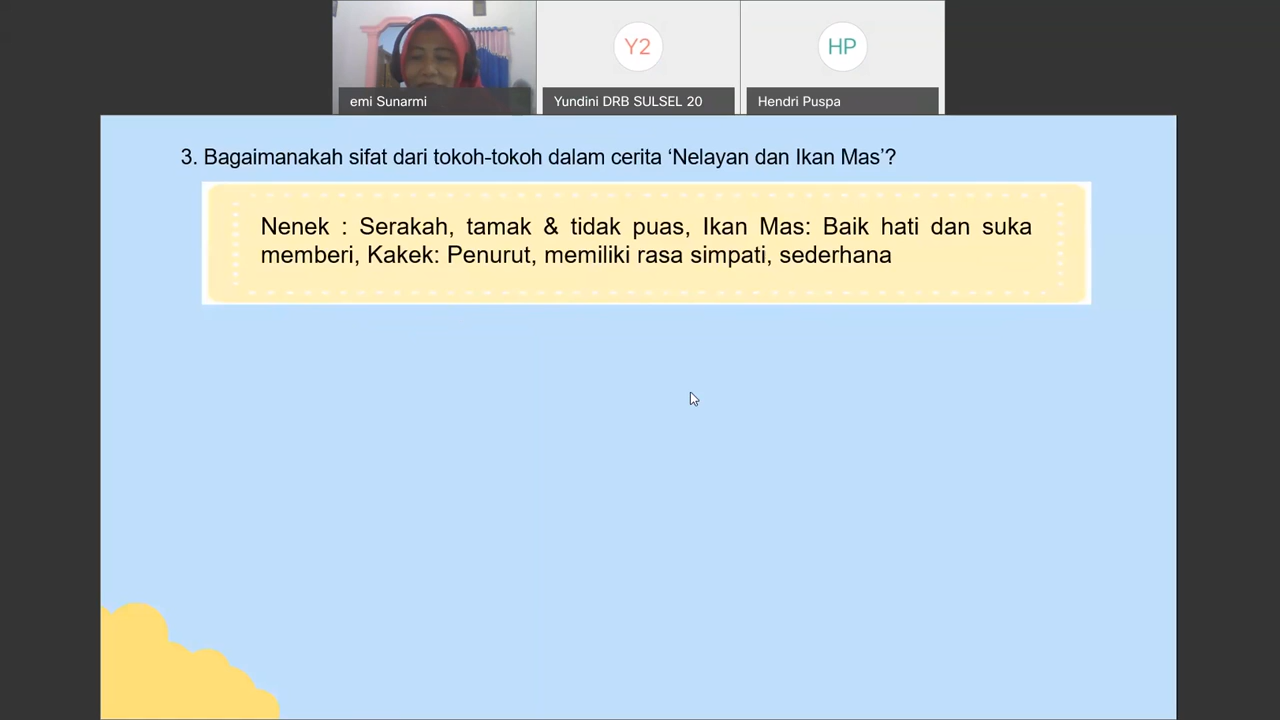 emi Sunarmi
Y2
Yundini DRB SULSEL 20
HP
Hendri Puspa
3. Bagaimanakah sifat dari tokoh-tokoh dalam cerita ‘Nelayan dan Ikan Mas’?
Nenek : Serakah, tamak & tidak puas, Ikan Mas: Baik hati dan suka
memberi, Kakek: Penurut, memiliki rasa simpati, sederhana